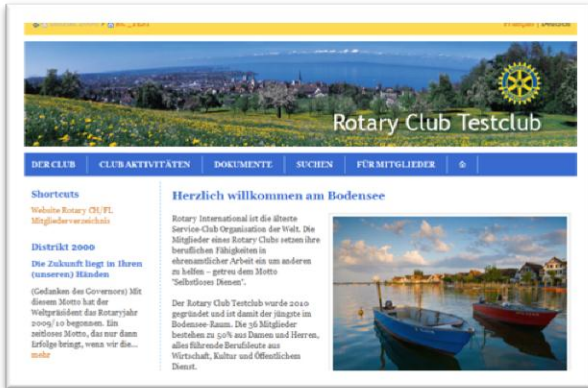 Français | Deutsch
Rotary Club Testclub
DER CLUB | CLUB AKTIVITÄTEN | DOKUMENTE | SUCHEN | FÜR MITGLIEDER
Shortcuts
Website Rotary CH/FL
Mitgliederverzeichnis
Distrikt 2000
Die Zukunft liegt in Ihren
(unseren) Händen
(Gedanken des Governors) Mit
diesem Motto hat der
Weltpräsident das Rotaryjahr
2009/10 begonnen. Ein
zeitloses Motto, das nur dann
Erfolge bringt, wenn wir die...
mehr
Herzlich willkommen am Bodensee
Rotary International ist die älteste
Service-Club Organisation der Welt. Die
Mitglieder eines Rotary Clubs setzen ihre
beruflichen Fähigkeiten in
ehrenamtlicher Arbeit ein um anderen
zu helfen – getreu dem Motto
"Selbstloses Dienen".
Der Rotary Club Testclub wurde 2010
gegründet und ist damit der jüngste im
Bodensee-Raum. Die 36 Mitglieder
bestehen zu 50% aus Damen und Herren,
alles führende Berufsleute aus
Wirtschaft, Kultur und Öffentlichem
Dienst.